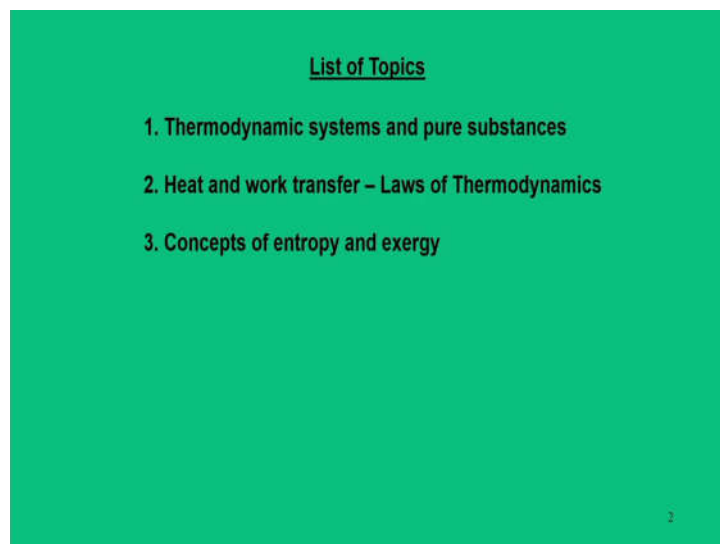 List of Topics
1. Thermodynamic systems and pure substances
2. Heat and work transfer – Laws of Thermodynamics
3. Concepts of entropy and exergy
2